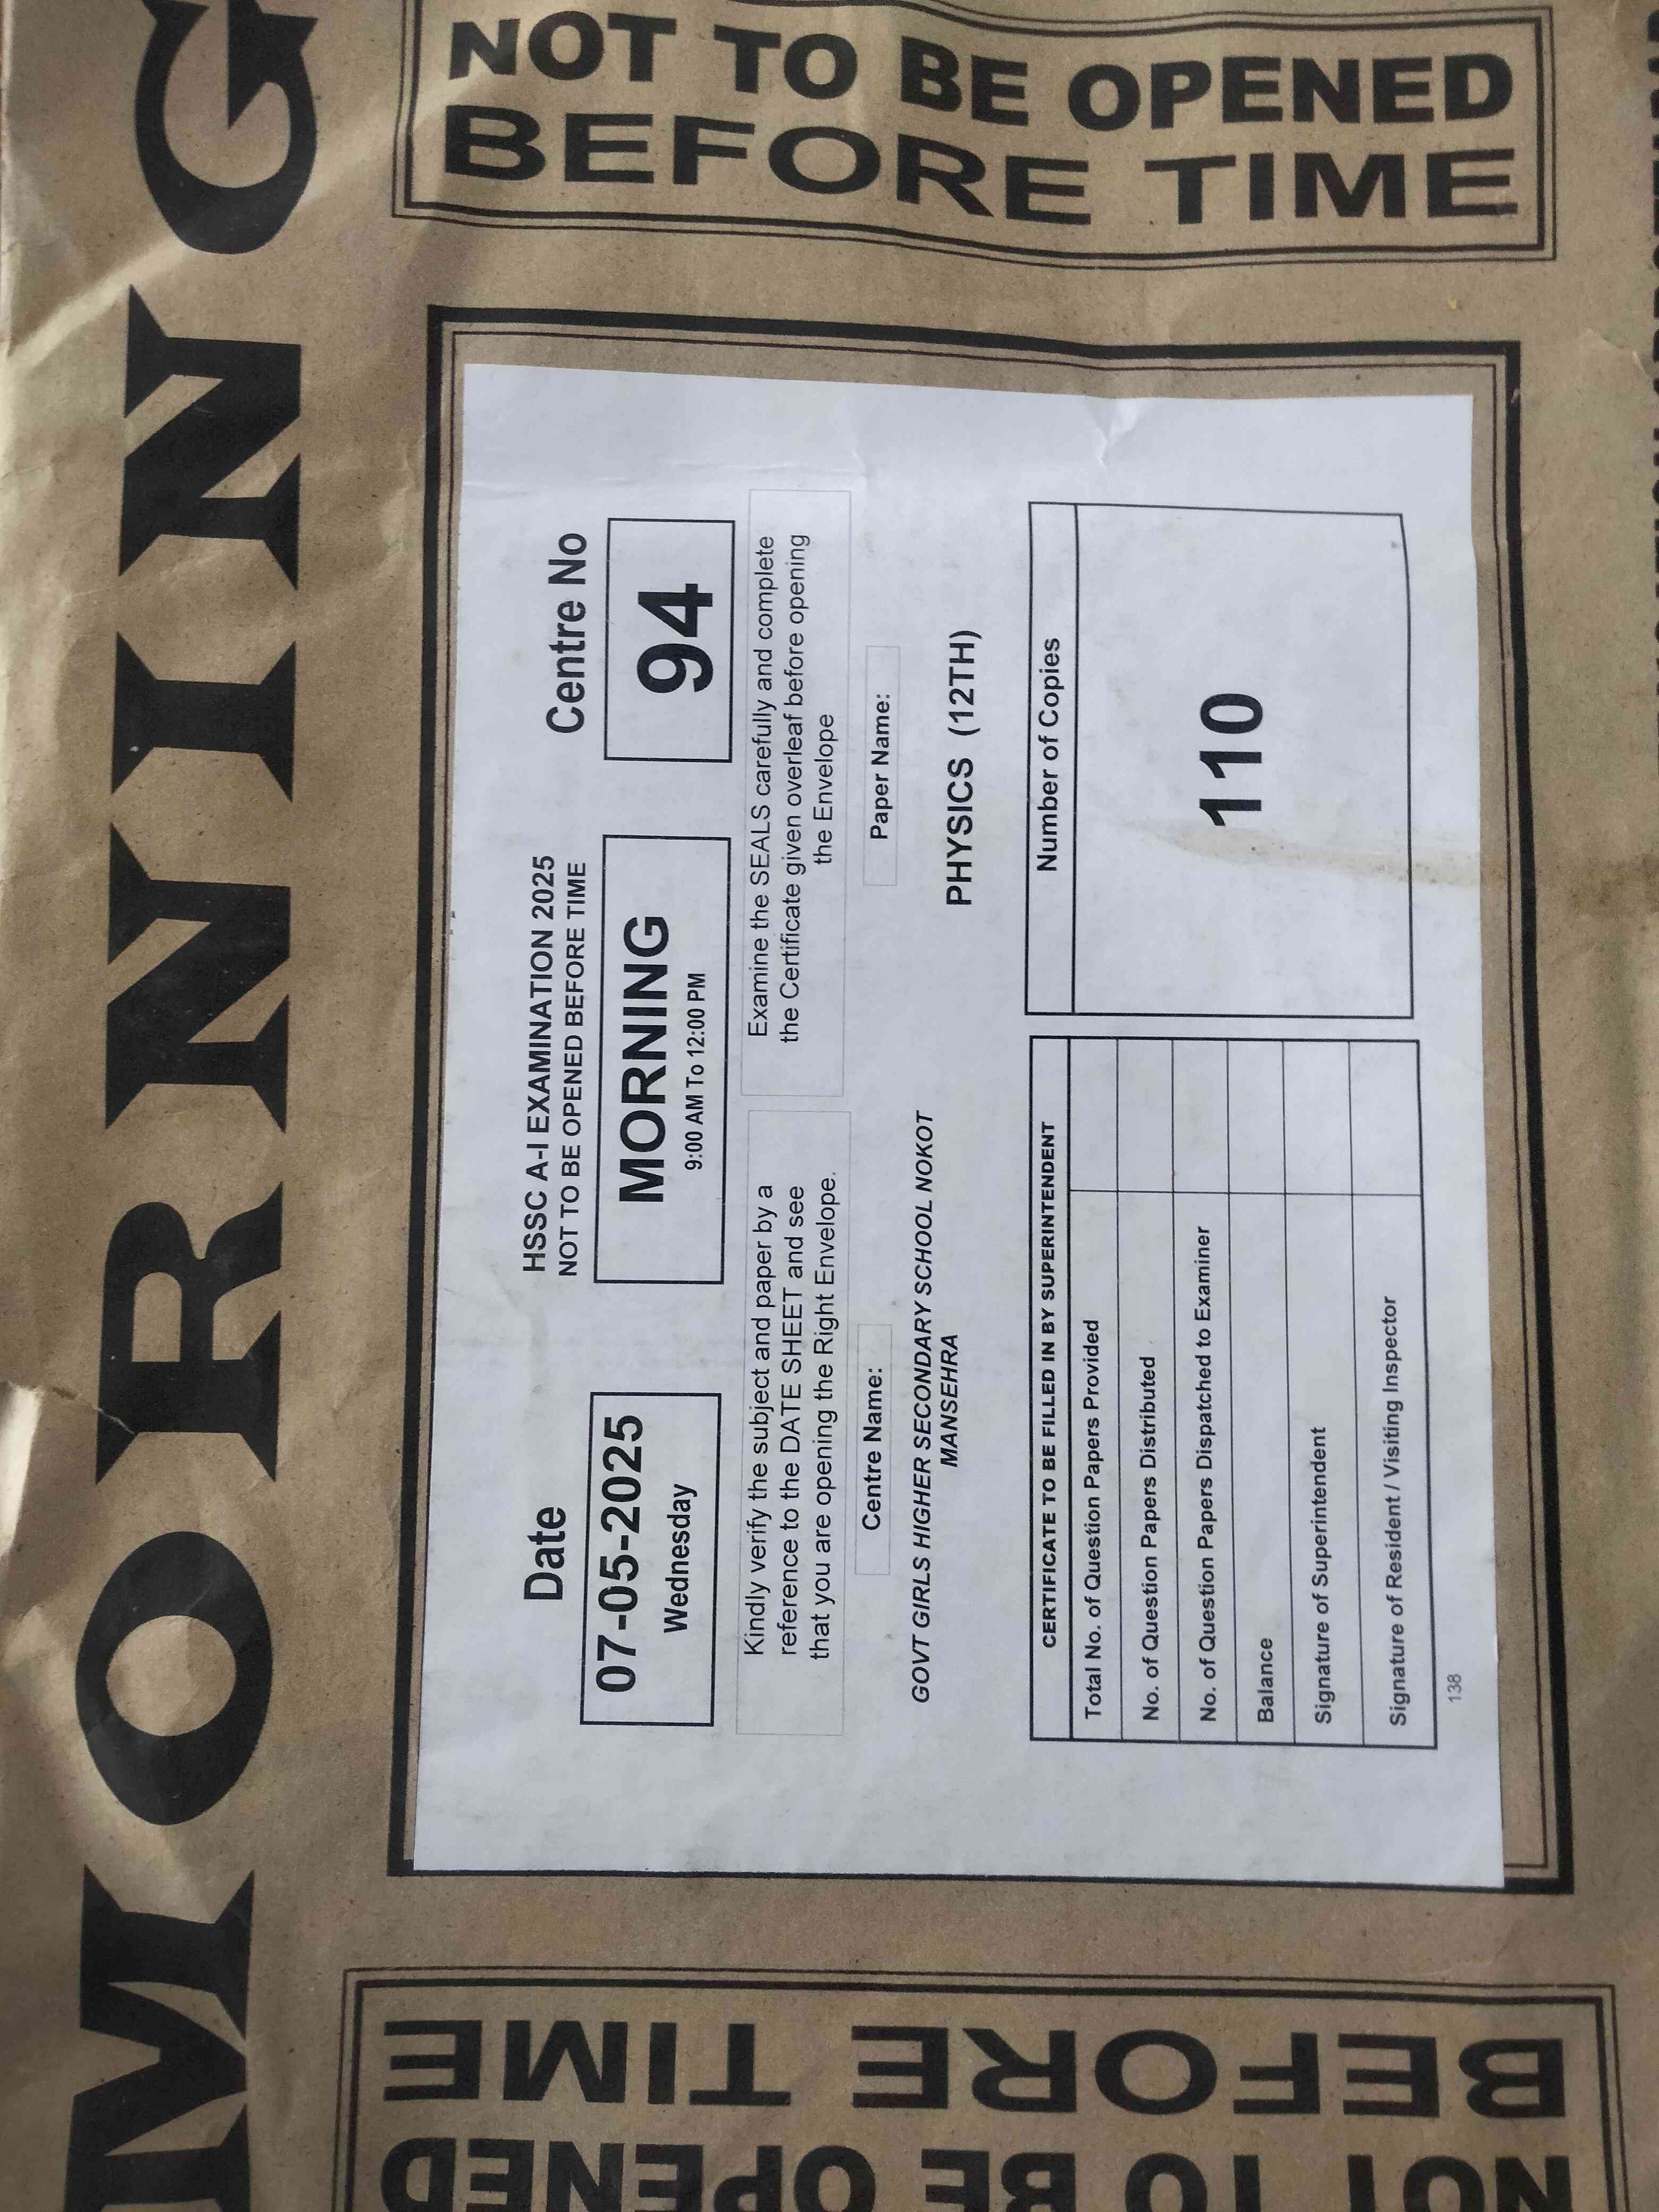 MORNING
NOT TO BE OPENED
BEFORE TIME
HSSC A-I EXAMINATION 2025
NOT TO BE OPENED BEFORE TIME
Date
07-05-2025
Wednesday
MORNING
9:00 AM To 12:00 PM
Centre No
94
Kindly verify the subject and paper by a
reference to the DATE SHEET and see
that you are opening the Right Envelope.
Examine the SEALS carefully and complete
the Certificate given overleaf before opening
the Envelope
Centre Name:
GOVT GIRLS HIGHER SECONDARY SCHOOL NOKOT
MANSEHRA
Paper Name:
PHYSICS (12TH)
CERTIFICATE TO BE FILLED IN BY SUPERINTENDENT
Total No. of Question Papers Provided
No. of Question Papers Distributed
No. of Question Papers Dispatched to Examiner
Balance
Signature of Superintendent
Signature of Resident / Visiting Inspector
Number of Copies
110
138
NOT TO BE OPENED
BEFORE TIME